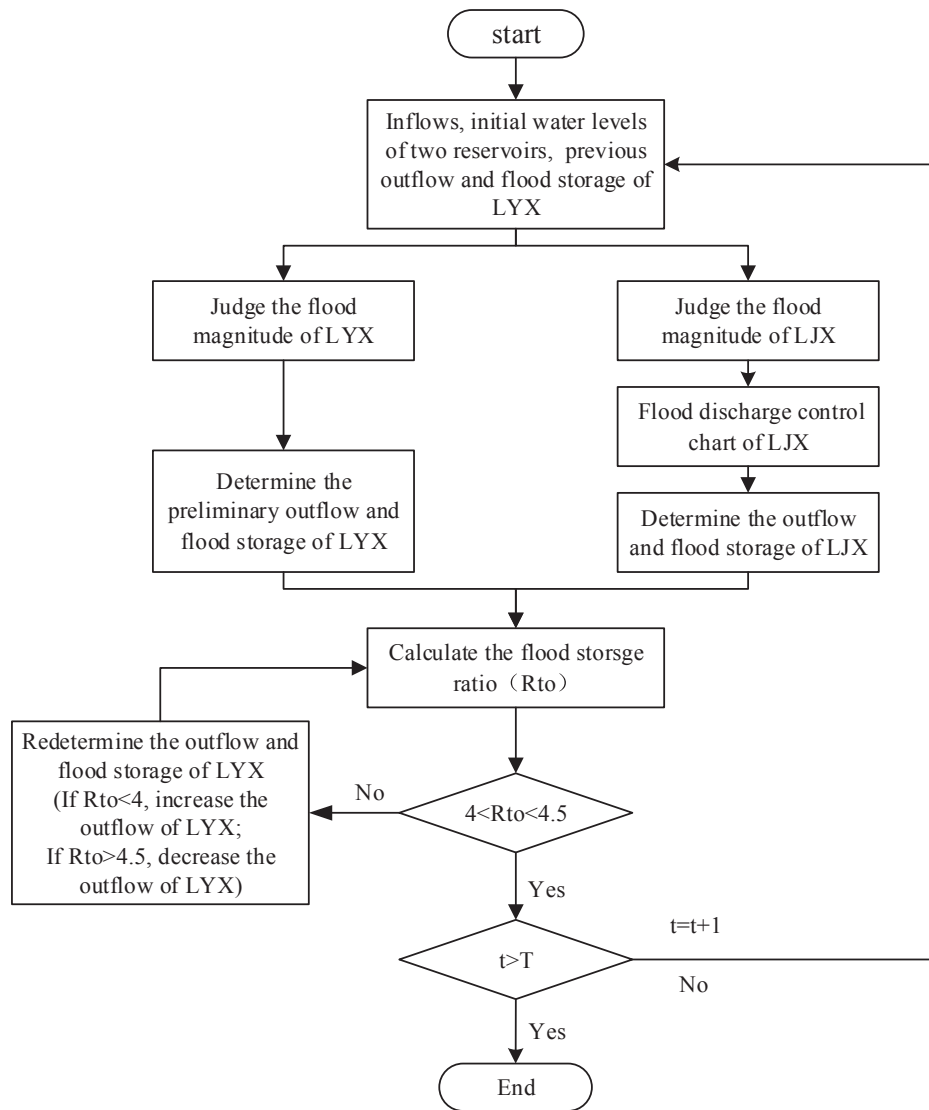 start
Inflows, initial water levels
of two reservoirs, previous
outflow and flood storage of
LYX
Judge the flood
magnitude of LYX
Judge the flood
magnitude of LJX
Flood discharge control
chart of LJX
Determine the
preliminary outflow and
flood storage of LYX
Determine the outflow
and flood storage of LJX
Calculate the flood storsge
ratio（Rto）
Redetermine the outflow and
flood storage of LYX
(If Rto<4, increase the
outflow of LYX;
If Rto>4.5, decrease the
outflow of LYX)
No
4<Rto<4.5
Yes
t=t+1
t>T
No
Yes
End